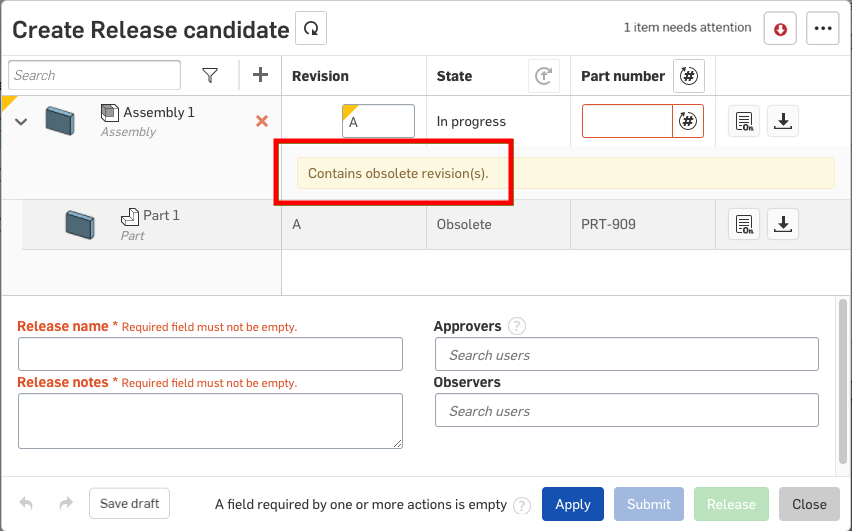 Create Release candidate
1 item needs attention
Search
Revision
State
Part number
Assembly 1
Assembly
A
In progress
Contains obsolete revision(s).
Part 1
Part
A
Obsolete
PRT-909
Release name * Required field must not be empty.
Approvers ?
Search users
Release notes * Required field must not be empty.
Observers
Search users
Save draft
A field required by one or more actions is empty ?
Apply
Submit
Release
Close